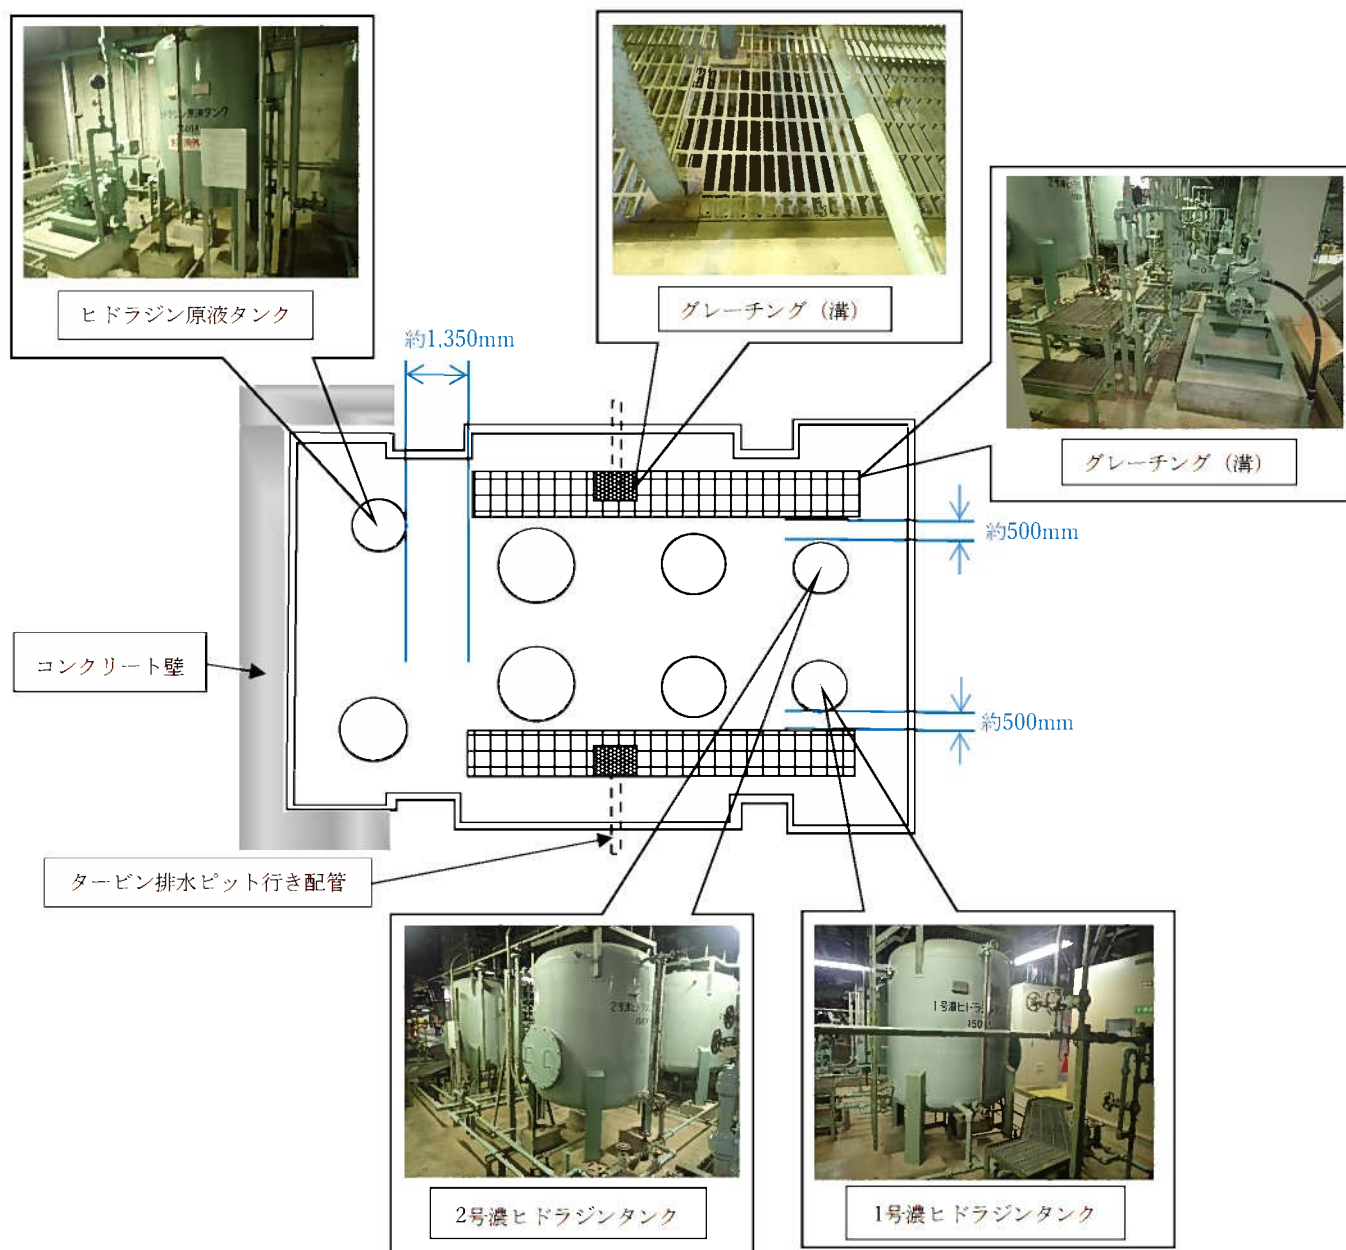 ヒドラジン原液タンク
グレーチング（溝）
グレーチング（溝）
約1,350mm
約500mm
コンクリート壁
約500mm
タービン排水ピット行き配管
2号濃ヒドラジンタンク
1号濃ヒドラジンタンク